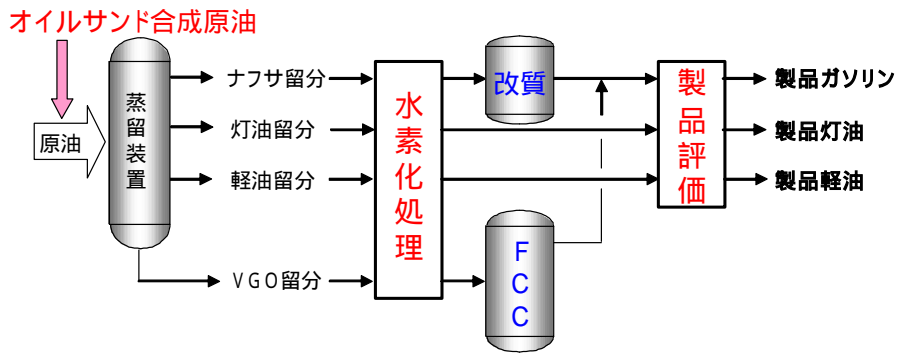 オイルサンド合成原油
原油
蒸留装置
ナフサ留分
灯油留分
軽油留分
VGO留分
水素化処理
改質
FCC
製品評価
製品ガソリン
製品灯油
製品軽油